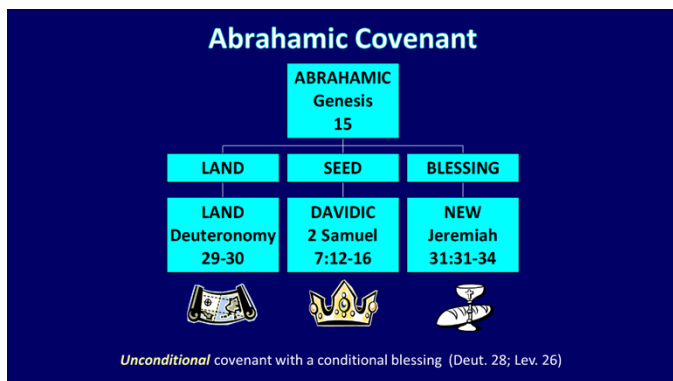 Abrahamic Covenant
ABRAHAMIC
Genesis
15
LAND
SEED
BLESSING
LAND
Deuteronomy
29-30
DAVIDIC
2 Samuel
7:12-16
NEW
Jeremiah
31:31-34
Unconditional covenant with a conditional blessing (Deut. 28; Lev. 26)